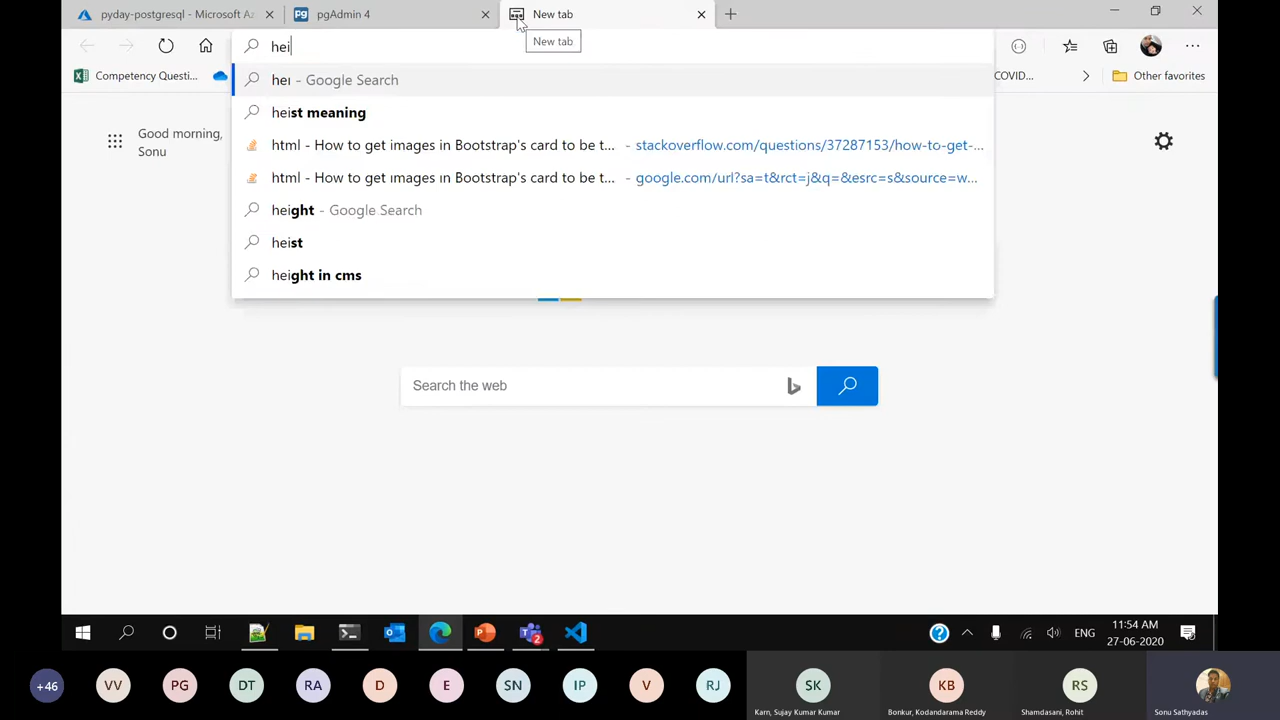 pyday-postgresql - Microsoft Az
pgAdmin 4
New tab
hei
New tab
Competency Questi...
COVID...
Other favorites
hei - Google Search
heist meaning
html - How to get images in Bootstrap's card to be t... - stackoverflow.com/questions/37287153/how-to-get-...
html - How to get images in Bootstrap's card to be t... - google.com/url?sa=t&rct=j&q=&esrc=s&source=w...
height - Google Search
heist
height in cms
Good morning,
Sonu
Search the web
ENG
11:54 AM
27-06-2020
+46
VV
PG
DT
RA
D
E
SN
IP
V
RJ
SK
KB
RS
Karn, Sujay Kumar Kumar
Bonkur, Kodandarama Reddy
Shamdasani, Rohit
Sonu Sathyadas